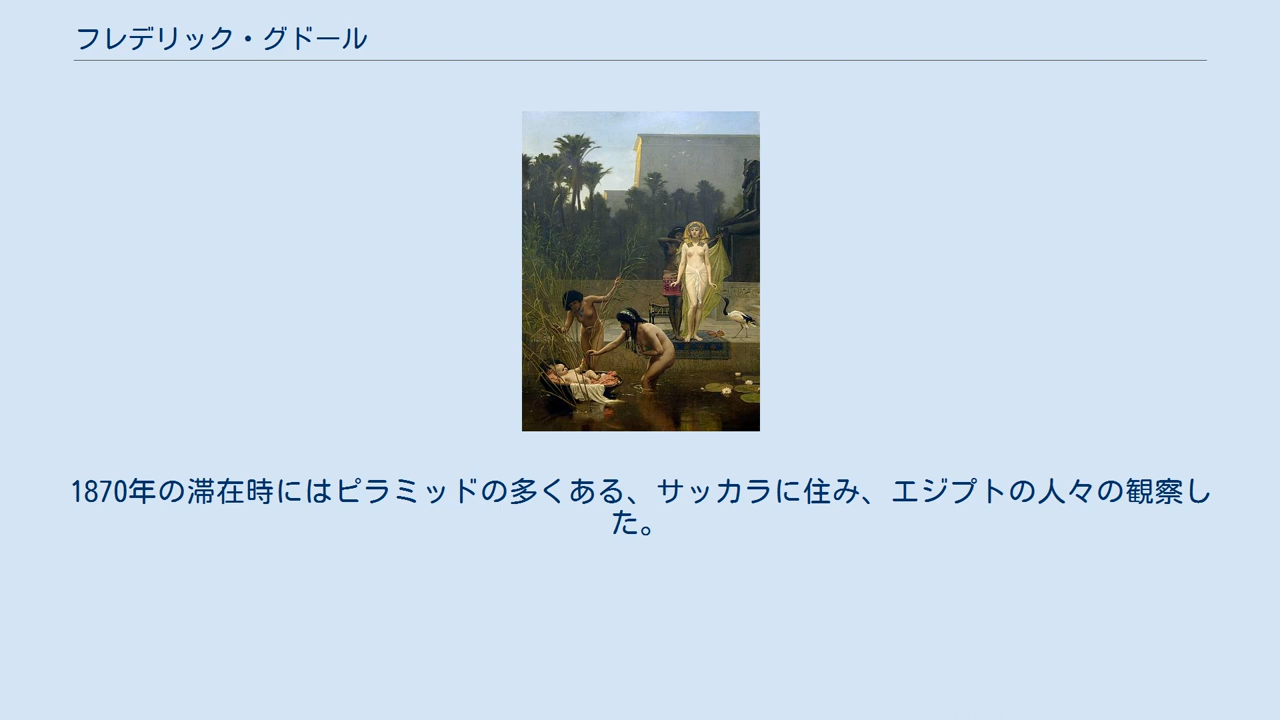 フレデリック・グドール
1870年の滞在時にはピラミッドの多くある、サッカラに住み、エジプトの人々の観察し
た。